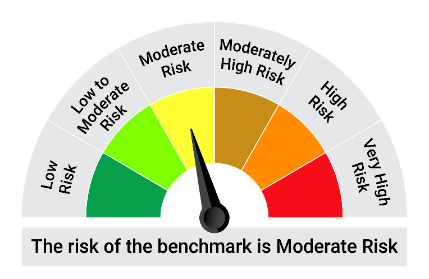 Low
Risk
Low to
Moderate
Risk
Moderate
Risk
Moderately
High Risk
High
Risk
Very High
Risk
The risk of the benchmark is Moderate Risk